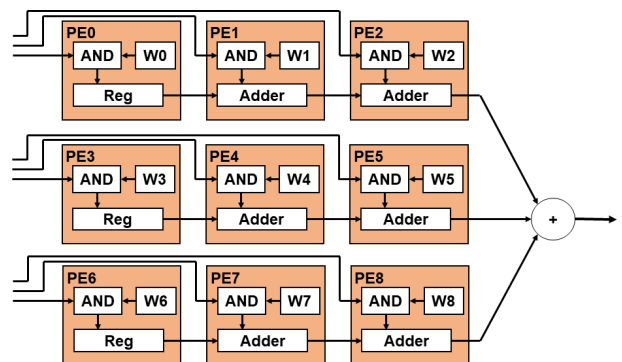 PE0 PE1 PE2
AND W0 AND W1 AND W2
Reg Adder Adder
PE3 PE4 PE5
AND W3 AND W4 AND W5
Reg Adder Adder
+
PE6 PE7 PE8
AND W6 AND W7 AND W8
Reg Adder Adder